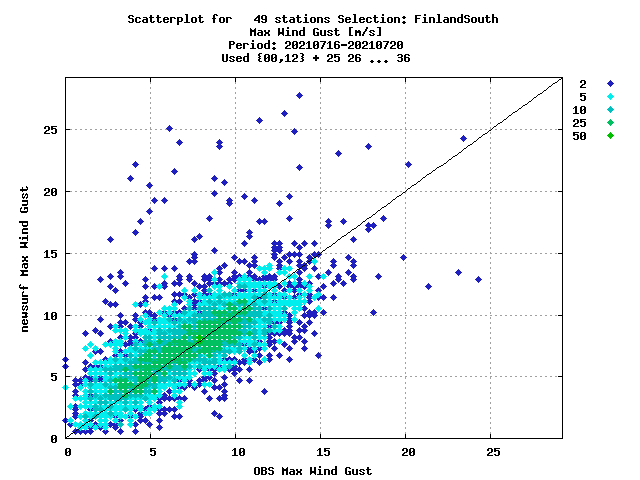 Scatterplot for   49 stations Selection: FinlandSouth
Max Wind Gust [m/s]
Period: 20210716-20210720
Used {00,12} + 25 26 ... 36
2
5
10
25
50
25
20
15
10
5
0
newsurf Max Wind Gust
0 5 10 15 20 25
OBS Max Wind Gust